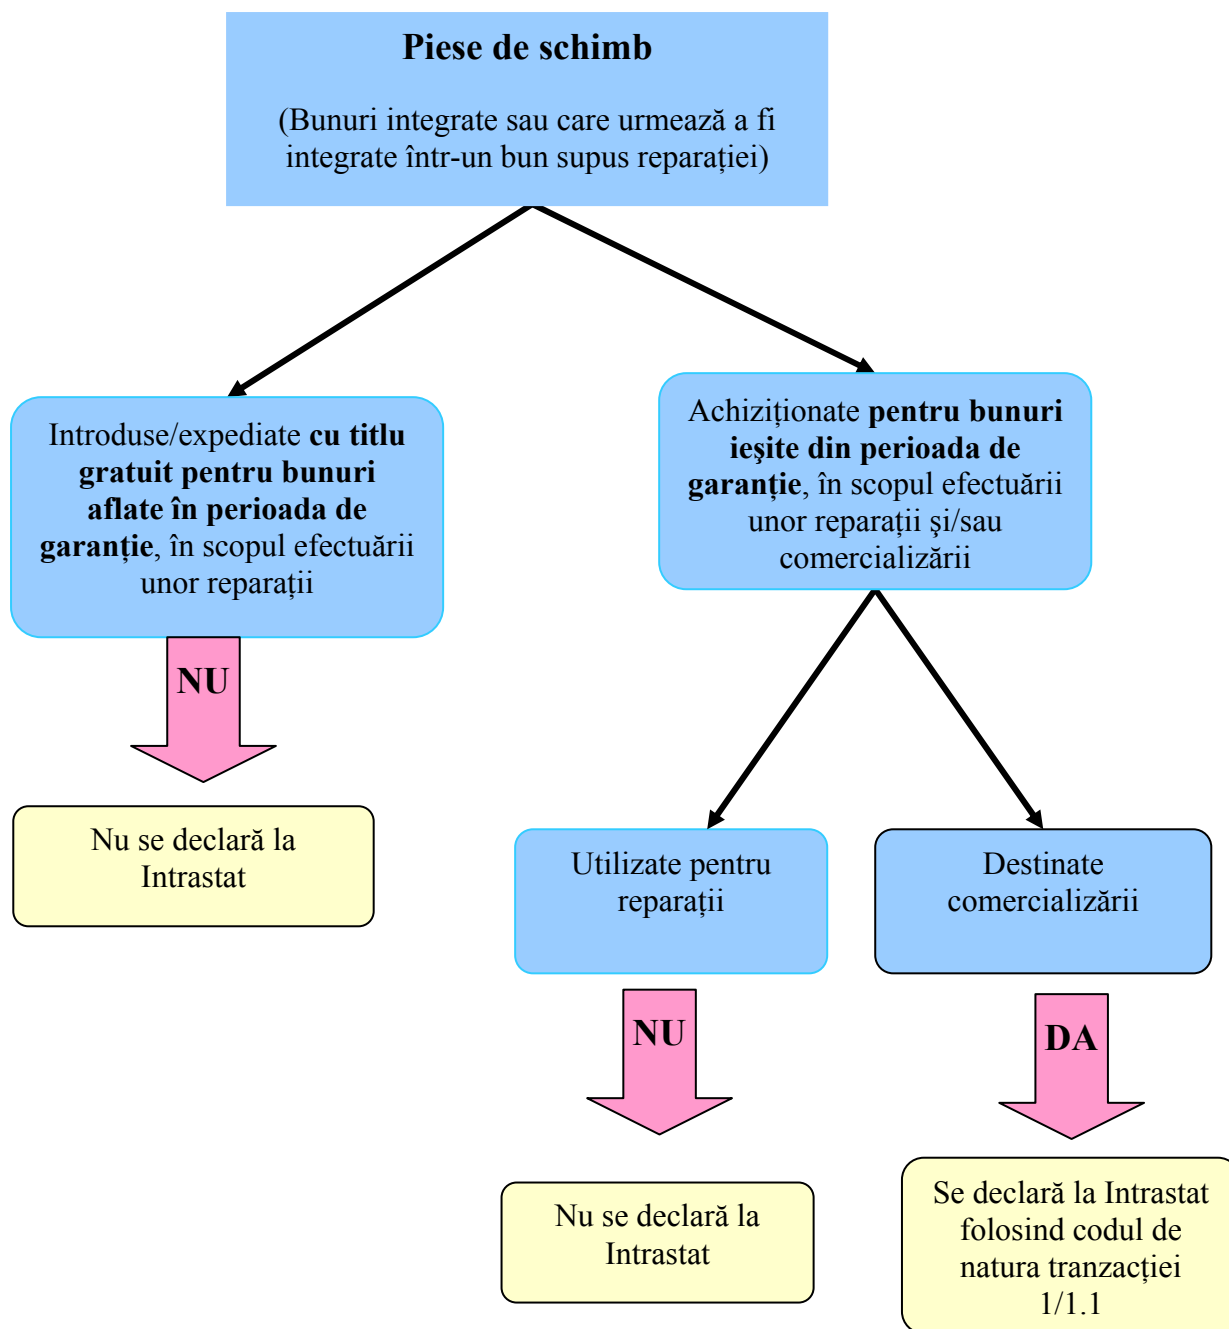 Piese de schimb
(Bunuri integrate sau care urmează a fi
integrate într-un bun supus reparației)
Introduse/expediate cu titlu
gratuit pentru bunuri
aflate în perioada de
garanție, în scopul efectuării
unor reparații
Achiziționate pentru bunuri
ieşite din perioada de
garanție, în scopul efectuării
unor reparații şi/sau
comercializării
NU
Nu se declară la
Intrastat
Utilizate pentru
reparații
Destinate
comercializării
NU
DA
Nu se declară la
Intrastat
Se declară la Intrastat
folosind codul de
natura tranzacției
1/1.1